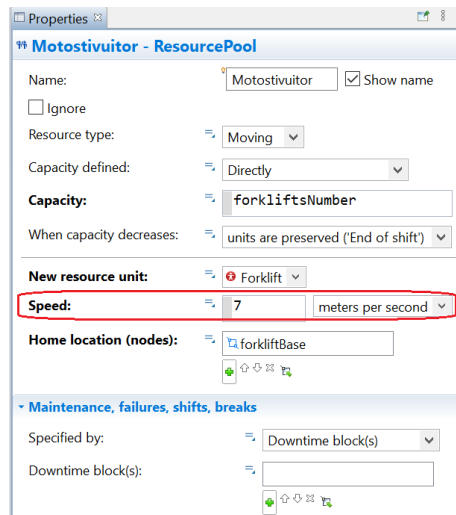 Properties
Motostivuitor - ResourcePool
Name: Motostivuitor Show name
Ignore
Resource type: Moving
Capacity defined: Directly
Capacity: forkliftsNumber
When capacity decreases: units are preserved ('End of shift')
New resource unit: Forklift
Speed: 7 meters per second
Home location (nodes): forkliftBase
Maintenance, failures, shifts, breaks
Specified by: Downtime block(s)
Downtime block(s):